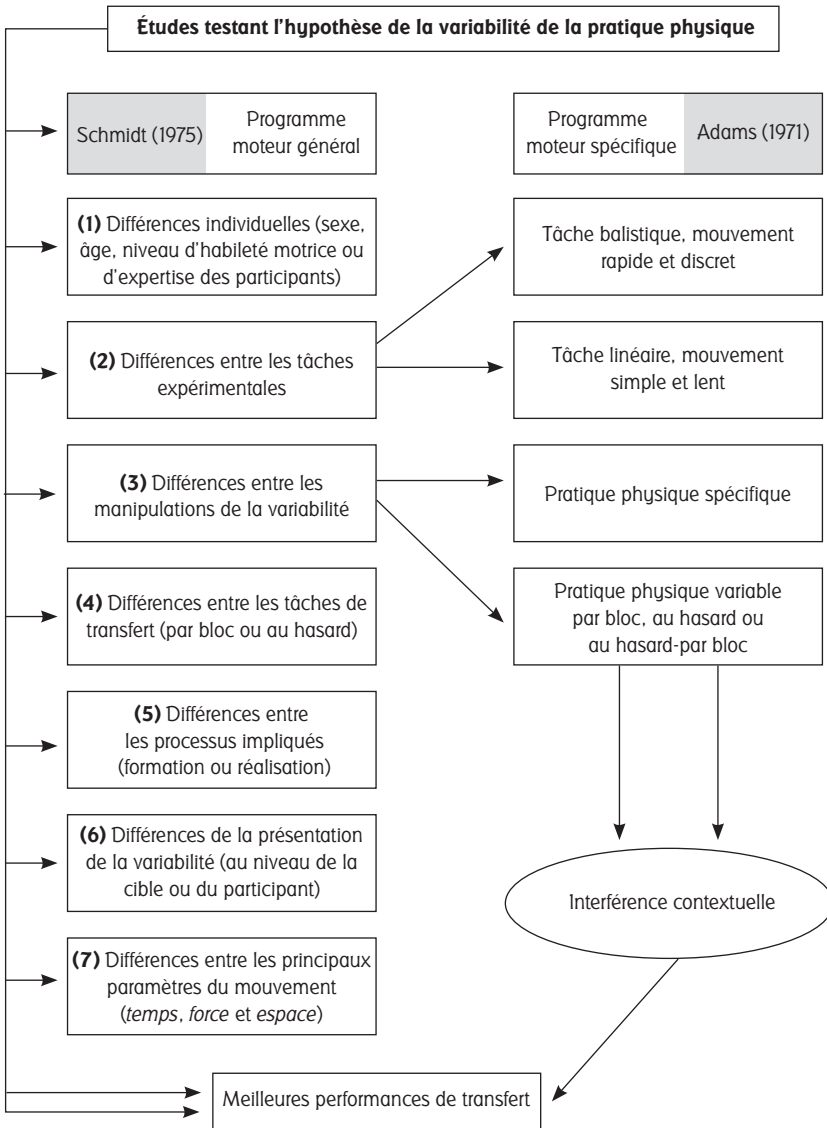 Études testant l'hypothèse de la variabilité de la pratique physique
Schmidt (1975)
Programme
moteur général
Programme
moteur spécifique
Adams (1971)
(1) Différences individuelles (sexe,
âge, niveau d'habileté motrice ou
d'expertise des participants)
Tâche balistique, mouvement
rapide et discret
(2) Différences entre les tâches
expérimentales
Tâche linéaire, mouvement
simple et lent
(3) Différences entre les
manipulations de la variabilité
Pratique physique spécifique
(4) Différences entre les tâches de
transfert (par bloc ou au hasard)
Pratique physique variable
par bloc, au hasard ou
au hasard-par bloc
(5) Différences entre
les processus impliqués
(formation ou réalisation)
(6) Différences de la présentation
de la variabilité (au niveau de la
cible ou du participant)
Interférence contextuelle
(7) Différences entre les principaux
paramètres du mouvement
(temps, force et espace)
Meilleures performances de transfert